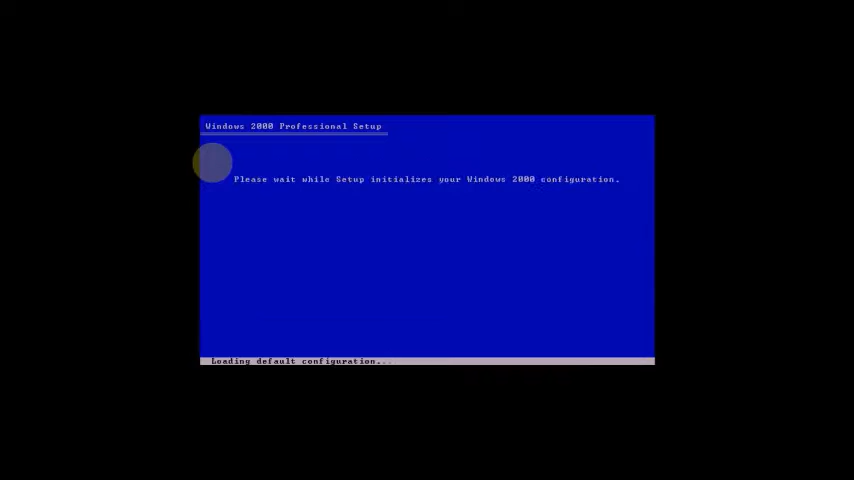 Windows 2000 Professional Setup
Please wait while Setup initializes your Windows 2000 configuration.
Loading default configuration...